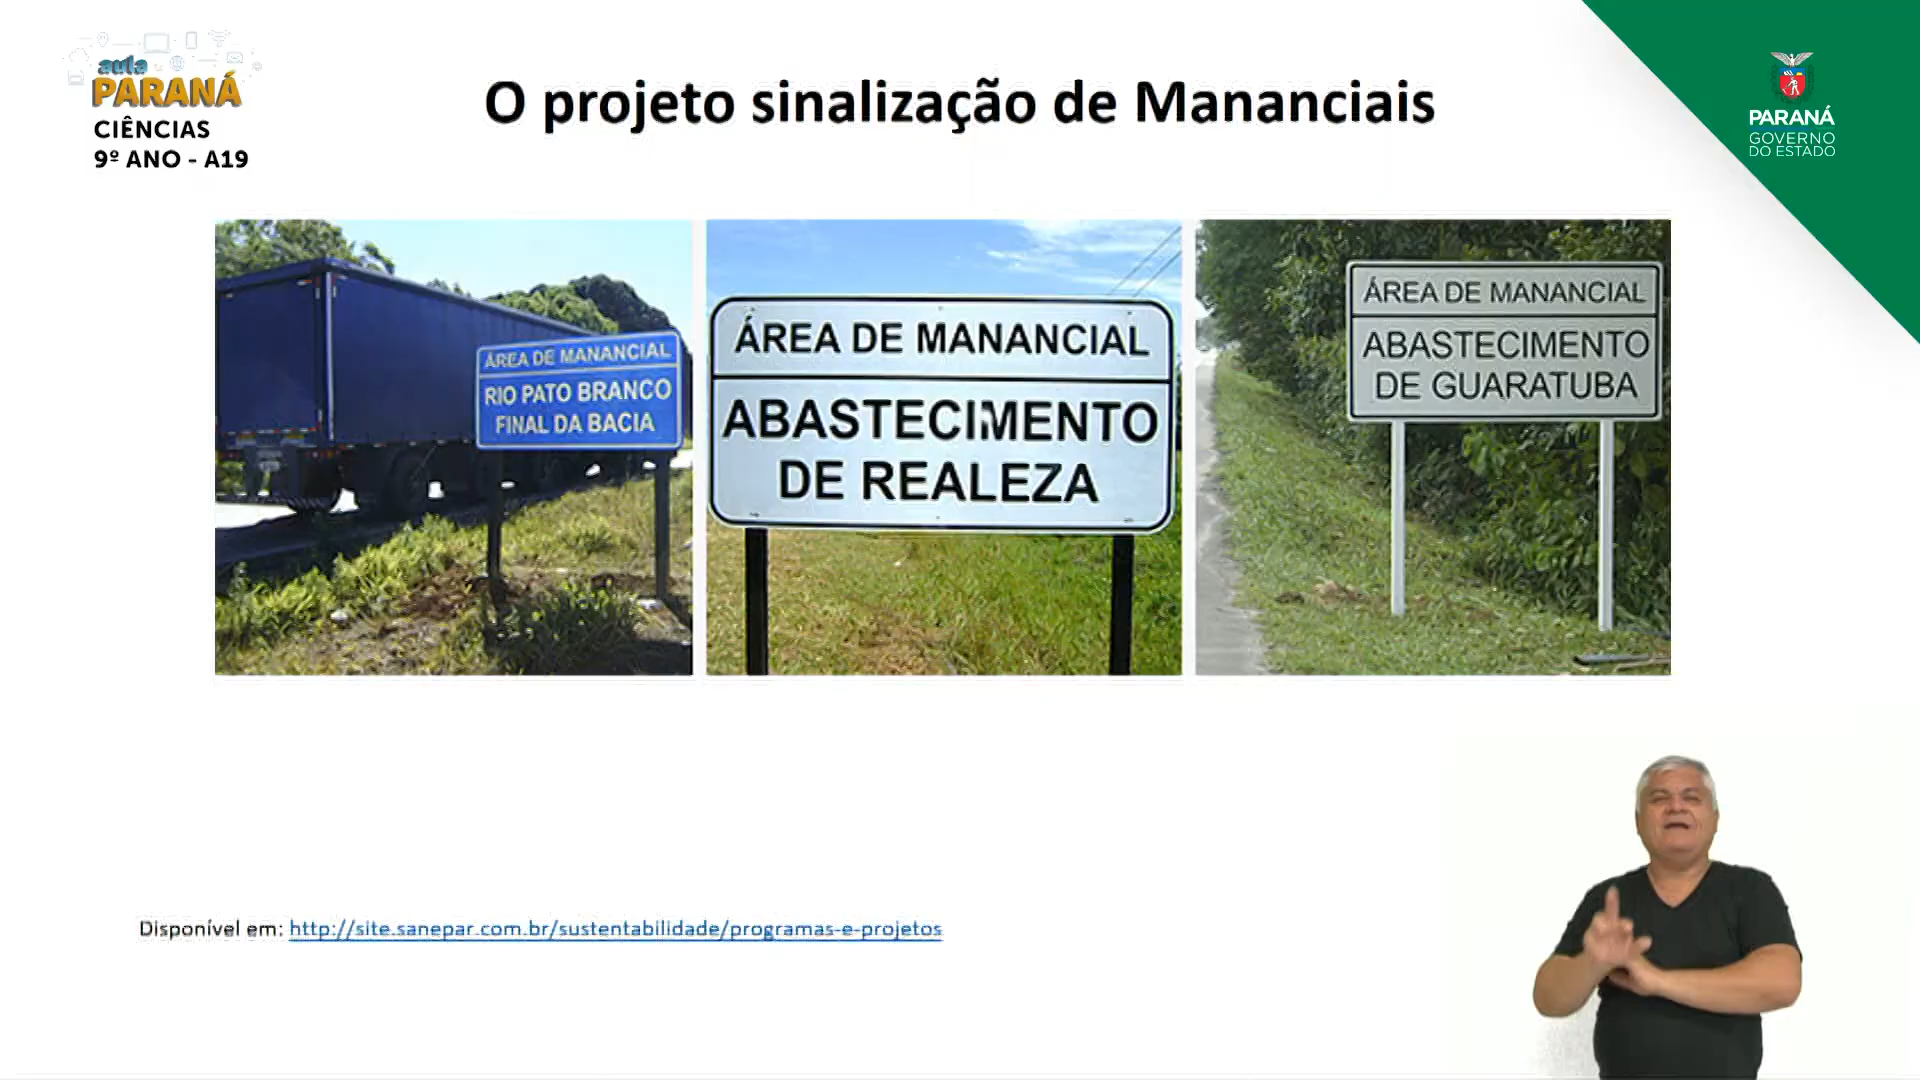 aula
PARANÁ
CIÊNCIAS
9º ANO - A19
O projeto sinalização de Mananciais
PARANÁ
GOVERNO
DO ESTADO
ÁREA DE MANANCIAL
RIO PATO BRANCO
FINAL DA BACIA
ÁREA DE MANANCIAL
ABASTECIMENTO
DE REALEZA
ÁREA DE MANANCIAL
ABASTECIMENTO
DE GUARATUBA
Disponível em: http://site.sanepar.com.br/sustentabilidade/programas-e-projetos